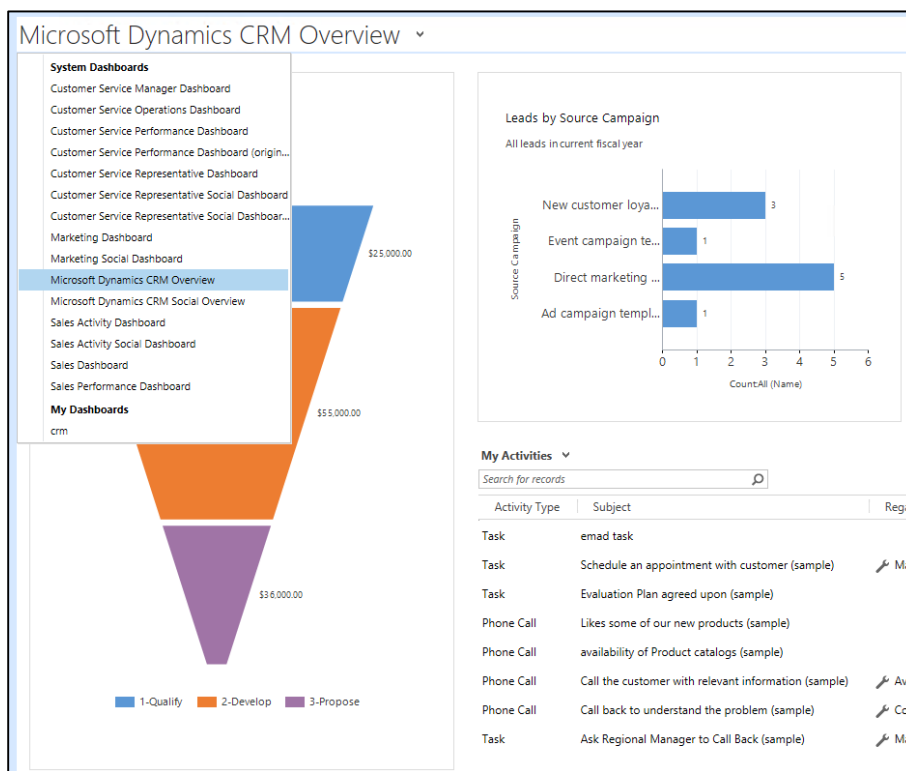 Microsoft Dynamics CRM Overview
System Dashboards
Customer Service Manager Dashboard
Customer Service Operations Dashboard
Customer Service Performance Dashboard
Customer Service Performance Dashboard (origin...
Customer Service Representative Dashboard
Customer Service Representative Social Dashboard
Customer Service Representative Social Dashboar...
Marketing Dashboard
Marketing Social Dashboard
Microsoft Dynamics CRM Overview
Microsoft Dynamics CRM Social Overview
Sales Activity Dashboard
Sales Activity Social Dashboard
Sales Dashboard
Sales Performance Dashboard
My Dashboards
crm
$25,000.00
$55,000.00
$36,000.00
1-Qualify 2-Develop 3-Propose
Leads by Source Campaign
All leads in current fiscal year
Source Campaign
New customer loya... 3
Event campaign te... 1
Direct marketing ... 5
Ad campaign templ... 1
0 1 2 3 4 5 6
Count:All (Name)
My Activities
Search for records
Activity Type Subject Rega
Task emad task
Task Schedule an appointment with customer (sample) Ma
Task Evaluation Plan agreed upon (sample)
Phone Call Likes some of our new products (sample)
Phone Call availability of Product catalogs (sample)
Phone Call Call the customer with relevant information (sample) Av
Phone Call Call back to understand the problem (sample) Co
Task Ask Regional Manager to Call Back (sample) Ma